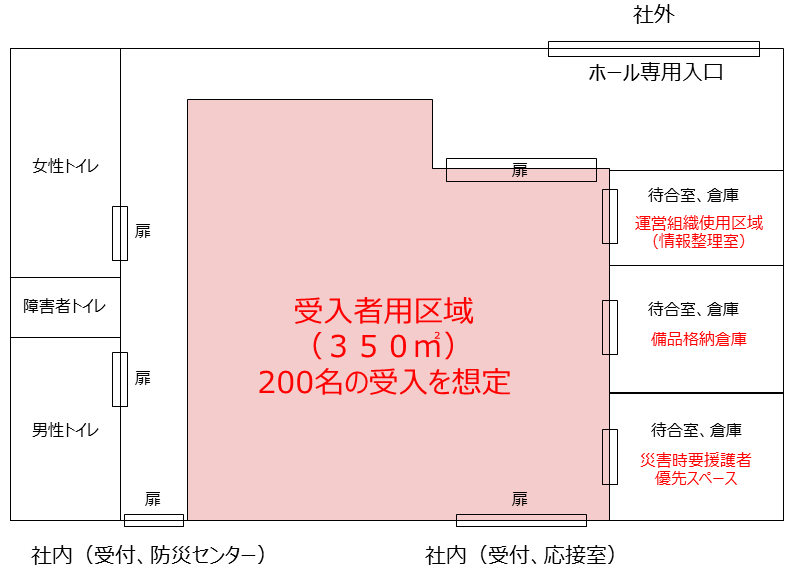 社外
ホール専用入口
女性トイレ
扉
扉
待合室、倉庫
運営組織使用区域
（情報整理室）
障害者トイレ
受入者用区域
（３５０㎡）
200名の受入を想定
待合室、倉庫
備品格納倉庫
扉
男性トイレ
待合室、倉庫
災害時要援護者
優先スペース
扉
扉
社内（受付、防災センター）
社内（受付、応接室）